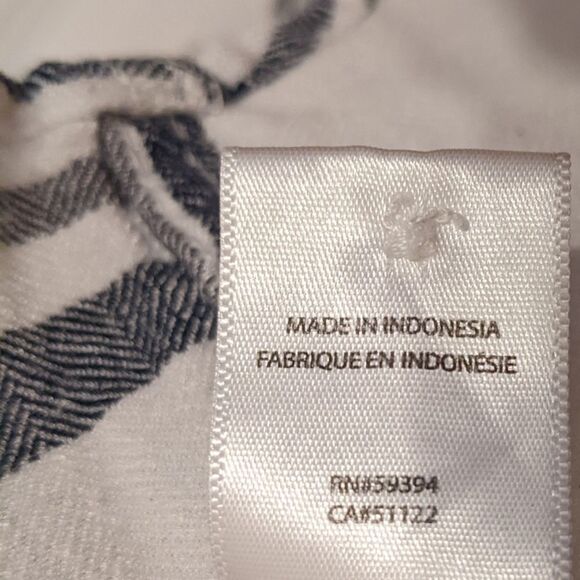 MADE IN INDONESIA
FABRIQUE EN INDONÉSIE
RN#59394
CA#51122